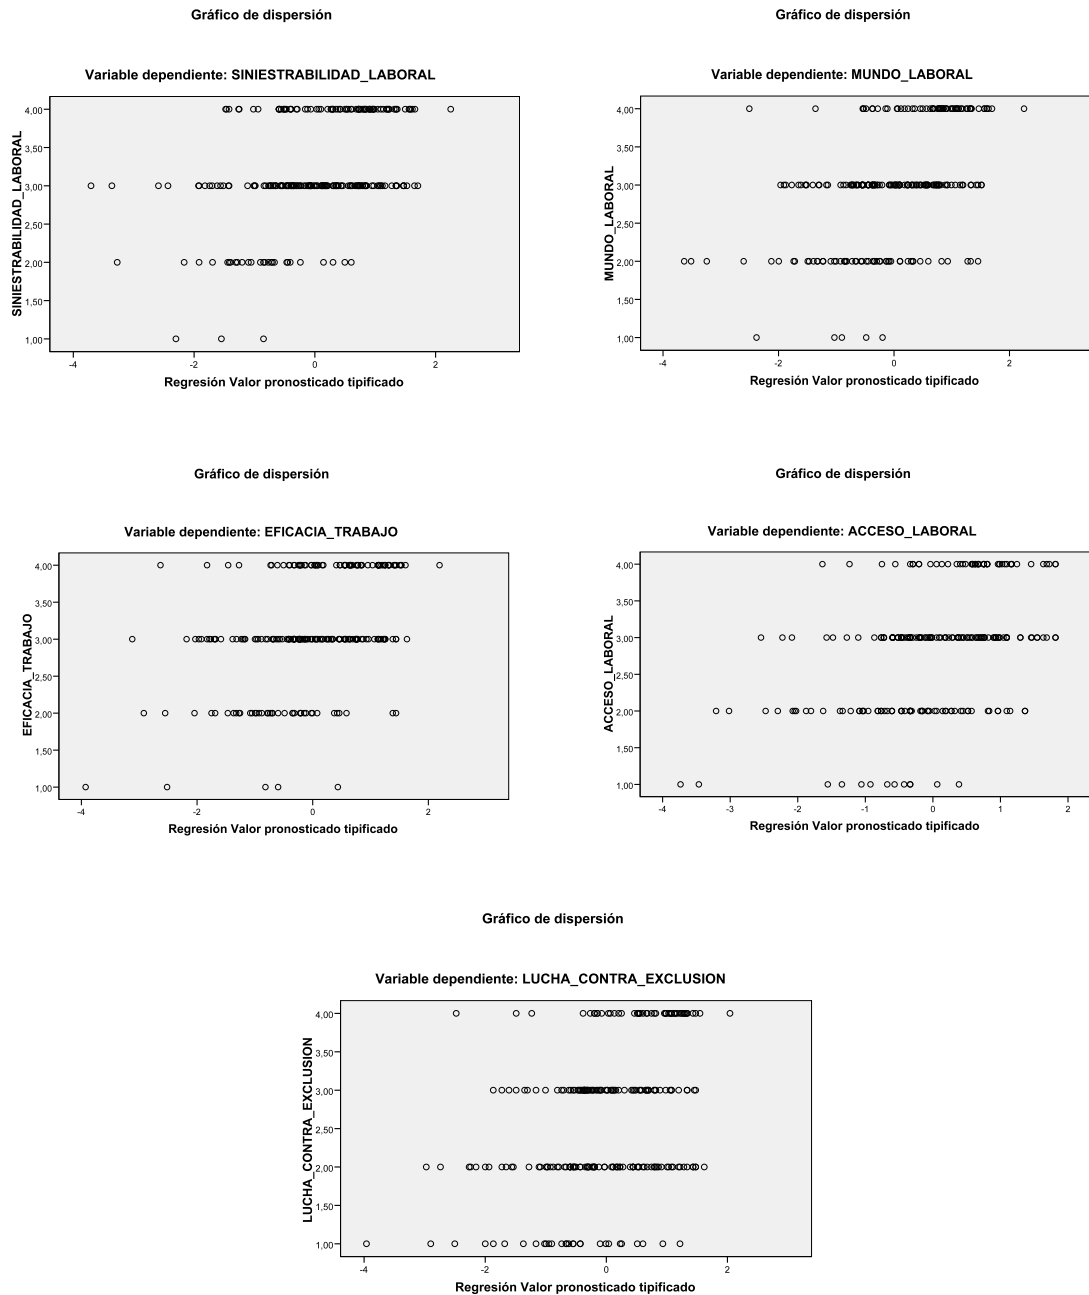 Gráfico de dispersión
Variable dependiente: SINIESTRABILIDAD_LABORAL
SINIESTRABILIDAD_LABORAL
4,00
3,50
3,00
2,50
2,00
1,50
1,00
-4 -2 0 2
Regresión Valor pronosticado tipificado
Gráfico de dispersión
Variable dependiente: MUNDO_LABORAL
MUNDO_LABORAL
4,00
3,50
3,00
2,50
2,00
1,50
1,00
-4 -2 0 2
Regresión Valor pronosticado tipificado
Gráfico de dispersión
Variable dependiente: EFICACIA_TRABAJO
EFICACIA_TRABAJO
4,00
3,50
3,00
2,50
2,00
1,50
1,00
-4 -2 0 2
Regresión Valor pronosticado tipificado
Gráfico de dispersión
Variable dependiente: ACCESO_LABORAL
ACCESO_LABORAL
4,00
3,50
3,00
2,50
2,00
1,50
1,00
-4 -3 -2 -1 0 1 2
Regresión Valor pronosticado tipificado
Gráfico de dispersión
Variable dependiente: LUCHA_CONTRA_EXCLUSION
LUCHA_CONTRA_EXCLUSION
4,00
3,50
3,00
2,50
2,00
1,50
1,00
-4 -2 0 2
Regresión Valor pronosticado tipificado